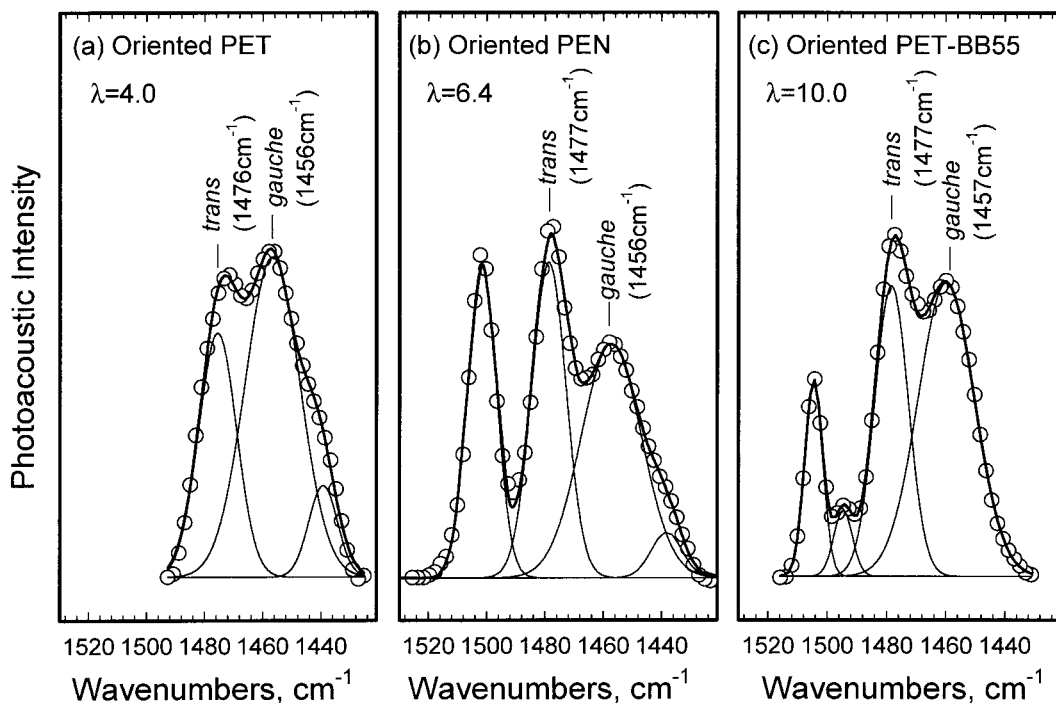 (a) Oriented PET
λ=4.0
trans
(1476cm⁻¹)
gauche
(1456cm⁻¹)
(b) Oriented PEN
λ=6.4
trans
(1477cm⁻¹)
gauche
(1456cm⁻¹)
(c) Oriented PET-BB55
λ=10.0
trans
(1477cm⁻¹)
gauche
(1457cm⁻¹)
Photoacoustic Intensity
1520 1500 1480 1460 1440
1500 1480 1460 1440
1520 1500 1480 1460 1440
Wavenumbers, cm⁻¹
Wavenumbers, cm⁻¹
Wavenumbers, cm⁻¹